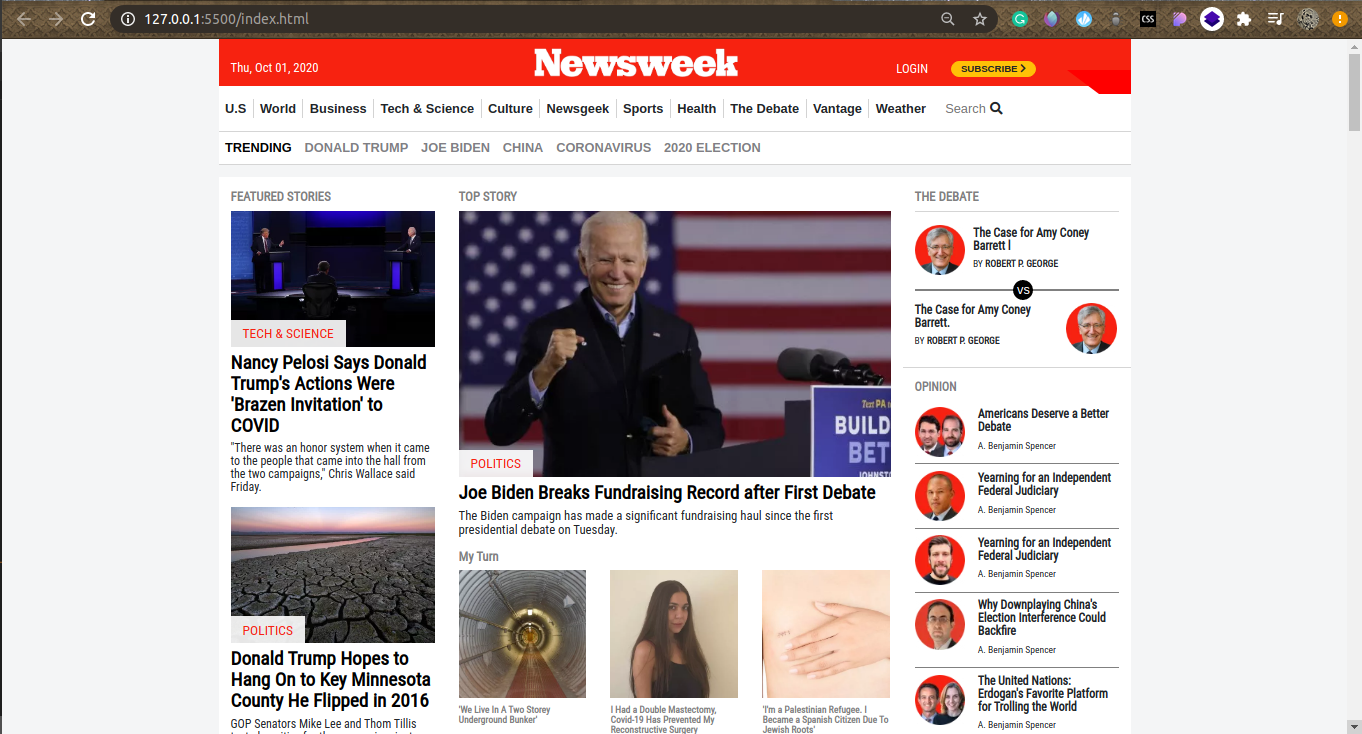 127.0.0.1:5500/index.html
CSS
Thu, Oct 01, 2020
Newsweek
LOGIN
SUBSCRIBE
U.S
World
Business
Tech & Science
Culture
Newsgeek
Sports
Health
The Debate
Vantage
Weather
Search
TRENDING
DONALD TRUMP
JOE BIDEN
CHINA
CORONAVIRUS
2020 ELECTION
FEATURED STORIES
TECH & SCIENCE
Nancy Pelosi Says Donald
Trump's Actions Were
'Brazen Invitation' to
COVID
"There was an honor system when it came
to the people that came into the hall from
the two campaigns," Chris Wallace said
Friday.
POLITICS
Donald Trump Hopes to
Hang On to Key Minnesota
County He Flipped in 2016
GOP Senators Mike Lee and Thom Tillis
TOP STORY
Text PA
BUILD
BET
JOHNST
POLITICS
Joe Biden Breaks Fundraising Record after First Debate
The Biden campaign has made a significant fundraising haul since the first
presidential debate on Tuesday.
My Turn
'We Live In A Two Storey
Underground Bunker'
I Had a Double Mastectomy,
Covid-19 Has Prevented My
Reconstructive Surgery
'I'm a Palestinian Refugee. I
Became a Spanish Citizen Due To
Jewish Roots'
THE DEBATE
The Case for Amy Coney
Barrett l
BY ROBERT P. GEORGE
VS
The Case for Amy Coney
Barrett.
BY ROBERT P. GEORGE
OPINION
Americans Deserve a Better
Debate
A. Benjamin Spencer
Yearning for an Independent
Federal Judiciary
A. Benjamin Spencer
Yearning for an Independent
Federal Judiciary
A. Benjamin Spencer
Why Downplaying China's
Election Interference Could
Backfire
A. Benjamin Spencer
The United Nations:
Erdogan's Favorite Platform
for Trolling the World
A. Benjamin Spencer